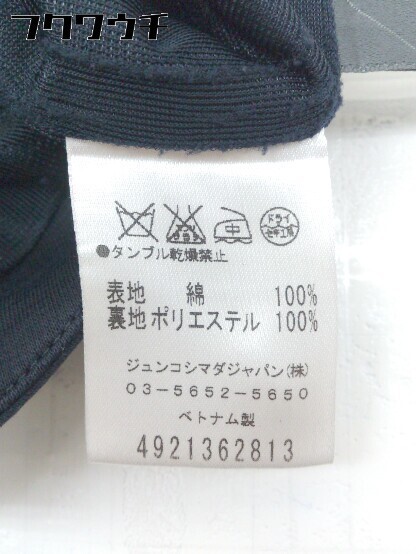 フクワウチ
中
ドライ
セキユ系
●タンブル乾燥禁止
表地 綿 100%
裏地 ポリエステル 100%
ジュンコシマダジャパン(株)
03-5652-5650
ベトナム製
4921362813